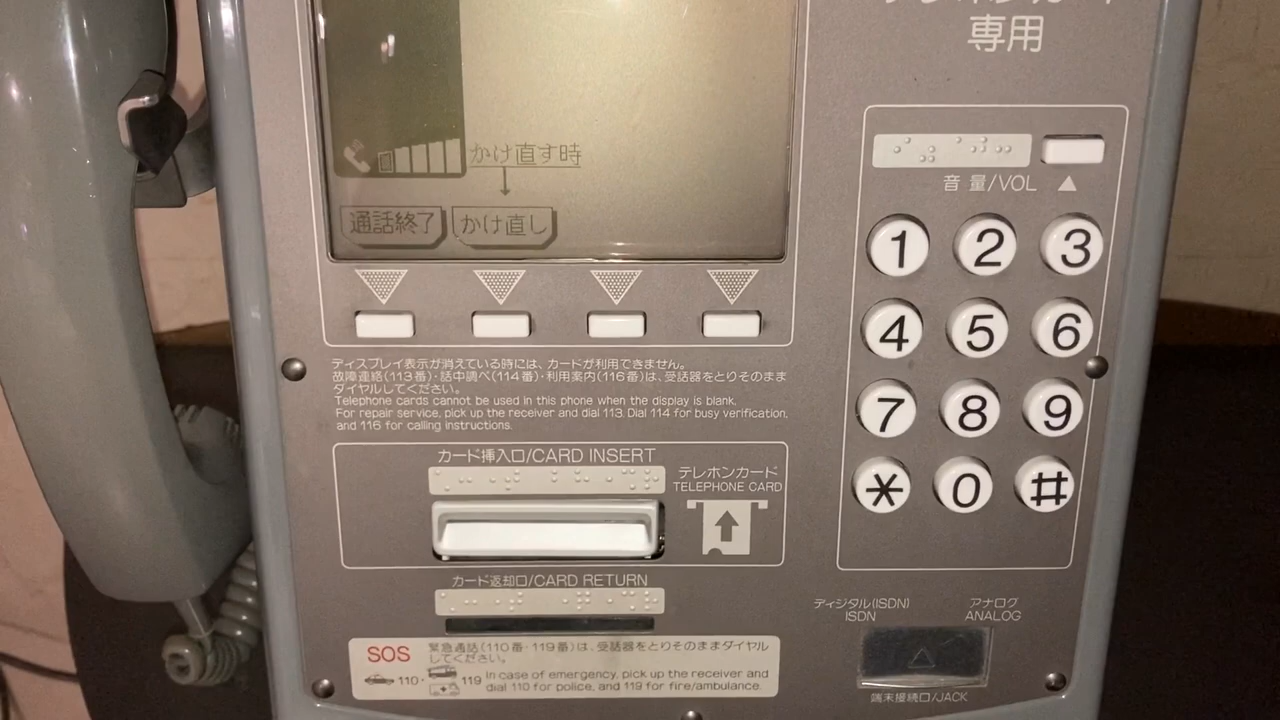 専用
かけ直す時
通話終了 かけ直し
音量/VOL
1 2 3
4 5 6
7 8 9
* 0 #
ディスプレイ表示が消えている時には、カードが利用できません。
故障連絡(113番)・話中調べ(114番)・利用案内(116番)は、受話器をとりそのまま
ダイヤルしてください。
Telephone cards cannot be used in this phone when the display is blank.
For repair service, pick up the receiver and dial 113. Dial 114 for busy verification,
and 116 for calling instructions.
カード挿入口/CARD INSERT
テレホンカード
TELEPHONE CARD
カード返却口/CARD RETURN
ディジタル(ISDN)
ISDN
アナログ
ANALOG
端末接続口/JACK
SOS
緊急通話(110番・119番)は、受話器をとりそのままダイヤル
してください。
110・ 119
In case of emergency, pick up the receiver and
dial 110 for police, and 119 for fire/ambulance.